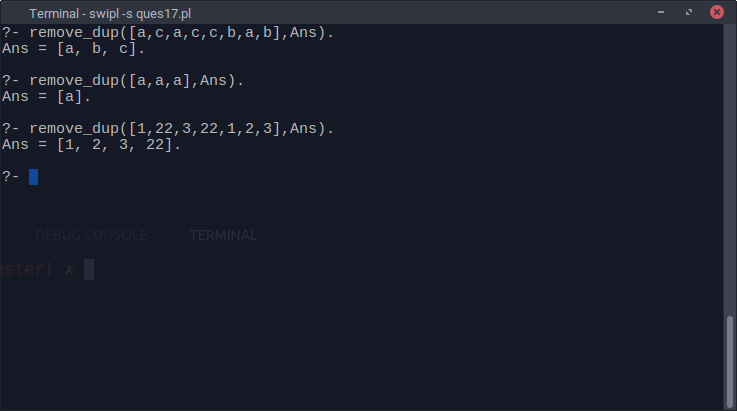 Terminal - swipl -s ques17.pl
?- remove_dup([a,c,a,c,c,b,a,b],Ans).
Ans = [a, b, c].
?- remove_dup([a,a,a],Ans).
Ans = [a].
?- remove_dup([1,22,3,22,1,2,3],Ans).
Ans = [1, 2, 3, 22].
?-
DEBUG CONSOLE TERMINAL
aster) ✗